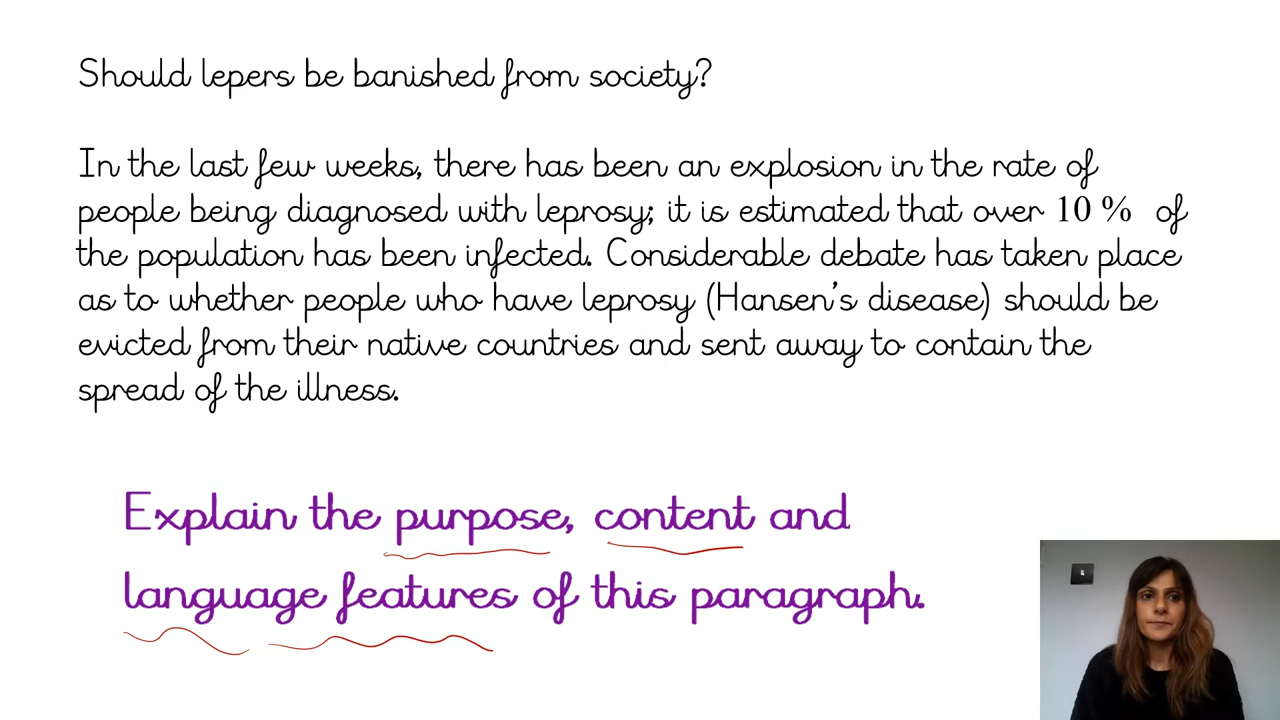 Should lepers be banished from society?
In the last few weeks, there has been an explosion in the rate of
people being diagnosed with leprosy; it is estimated that over 10 % of
the population has been infected. Considerable debate has taken place
as to whether people who have leprosy (Hansen's disease) should be
evicted from their native countries and sent away to contain the
spread of the illness.
Explain the purpose, content and
language features of this paragraph.